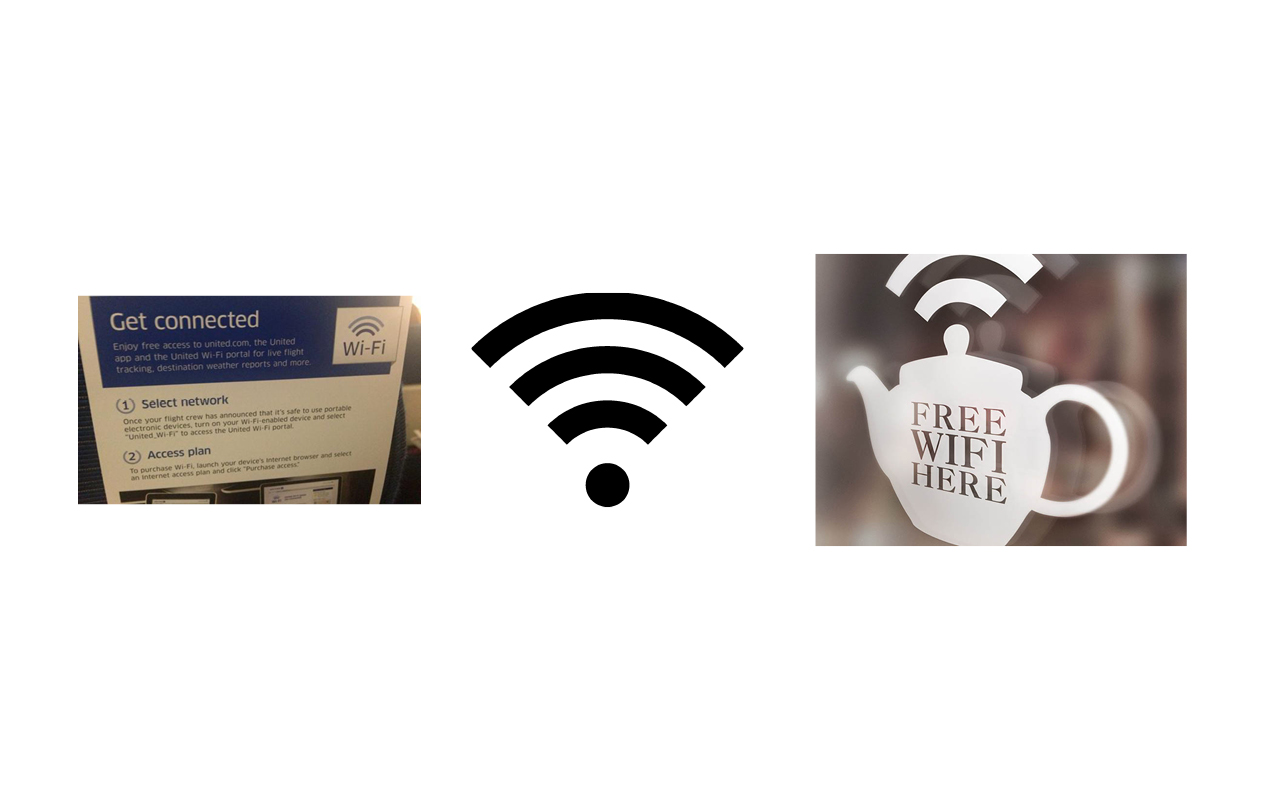 Get connected
Enjoy free access to united.com, the United
app and the United Wi-Fi portal for live flight
tracking, destination weather reports and more.
Wi-Fi
1 Select network
Once your flight crew has announced that it's safe to use portable
electronic devices, turn on your Wi-Fi-enabled device and select
"United_Wi-Fi" to access the United Wi-Fi portal.
2 Access plan
To purchase Wi-Fi, launch your device's Internet browser and select
an Internet access plan and click "Purchase access."
FREE
WIFI
HERE